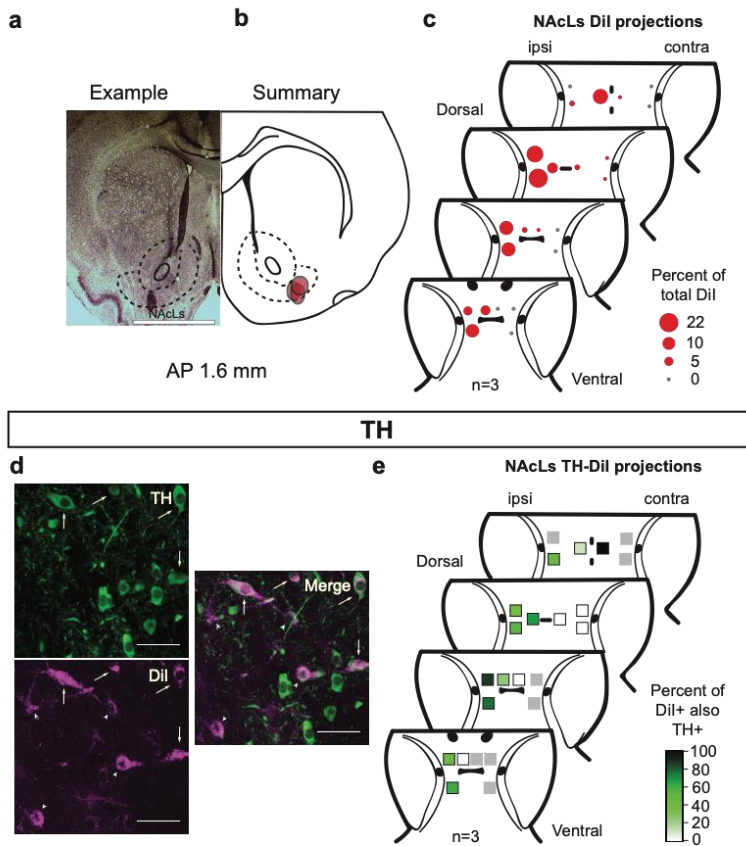 a
b
c
NAcLs DiI projections
ipsi
contra
Example
Summary
Dorsal
NAcLs
AP 1.6 mm
Percent of
total DiI
22
10
5
0
n=3
Ventral
TH
d
e
NAcLs TH-DiI projections
ipsi
contra
TH
Dorsal
Merge
DiI
Percent of
DiI+ also
TH+
100
80
60
40
20
0
n=3
Ventral